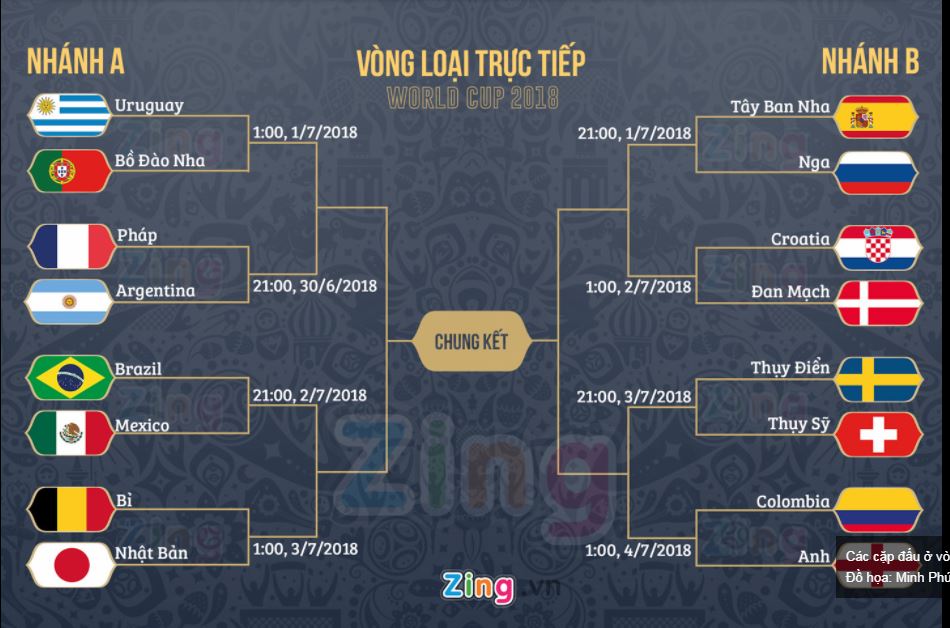 NHÁNH A
VÒNG LOẠI TRỰC TIẾP
NHÁNH B
WORLD CUP 2018
Uruguay
1:00, 1/7/2018
Bồ Đào Nha
Pháp
Argentina
21:00, 30/6/2018
Brazil
21:00, 2/7/2018
Mexico
Bỉ
Nhật Bản
1:00, 3/7/2018
CHUNG KẾT
Tây Ban Nha
21:00, 1/7/2018
Nga
Croatia
1:00, 2/7/2018
Đan Mạch
Thụy Điển
21:00, 3/7/2018
Thụy Sỹ
Colombia
1:00, 4/7/2018
Anh
Các cặp đấu ở vò
Đồ họa: Minh Phú
Zing
Zing.vn